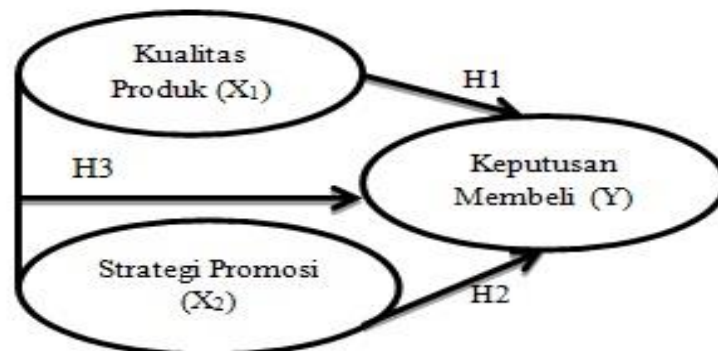 Kualitas
Produk (X₁)
H1
H3
Keputusan
Membeli (Y)
Strategi Promosi
(X₂)
H2